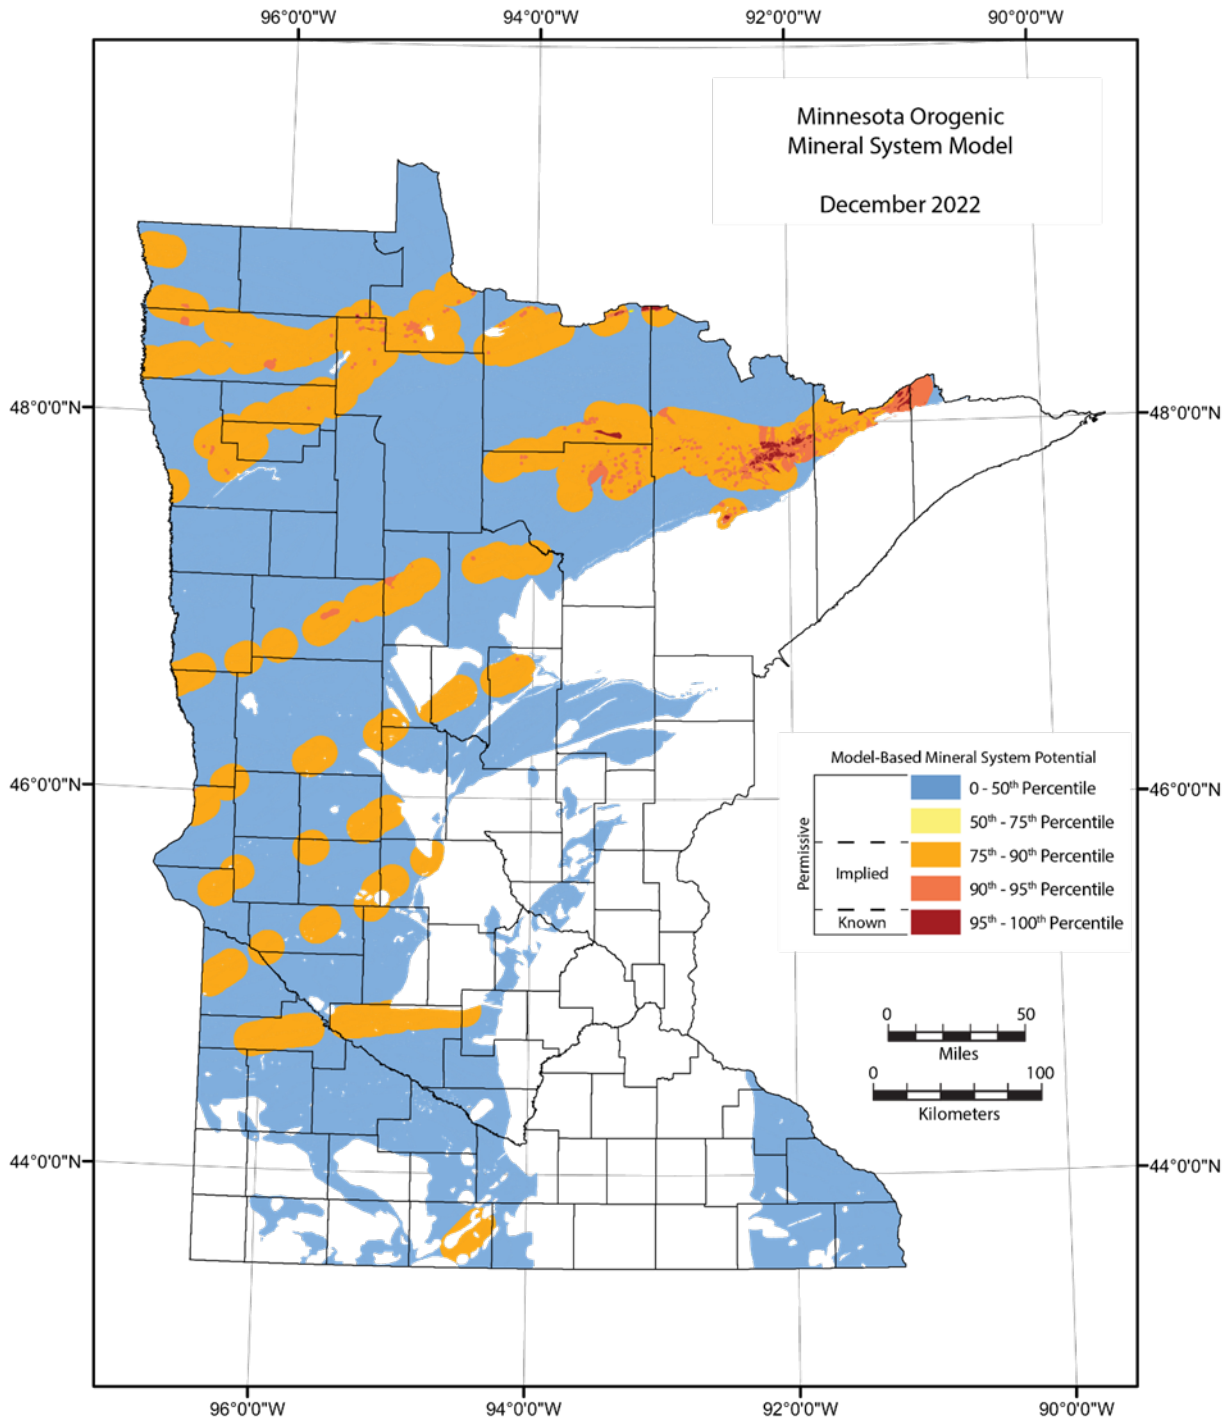 96°0'0"W 94°0'0"W 92°0'0"W 90°0'0"W
Minnesota Orogenic
Mineral System Model
December 2022
48°0'0"N 48°0'0"N
46°0'0"N 46°0'0"N
Model-Based Mineral System Potential
Permissive
Implied
Known
0 - 50th Percentile
50th - 75th Percentile
75th - 90th Percentile
90th - 95th Percentile
95th - 100th Percentile
0 50
Miles
0 100
Kilometers
44°0'0"N 44°0'0"N
96°0'0"W 94°0'0"W 92°0'0"W 90°0'0"W